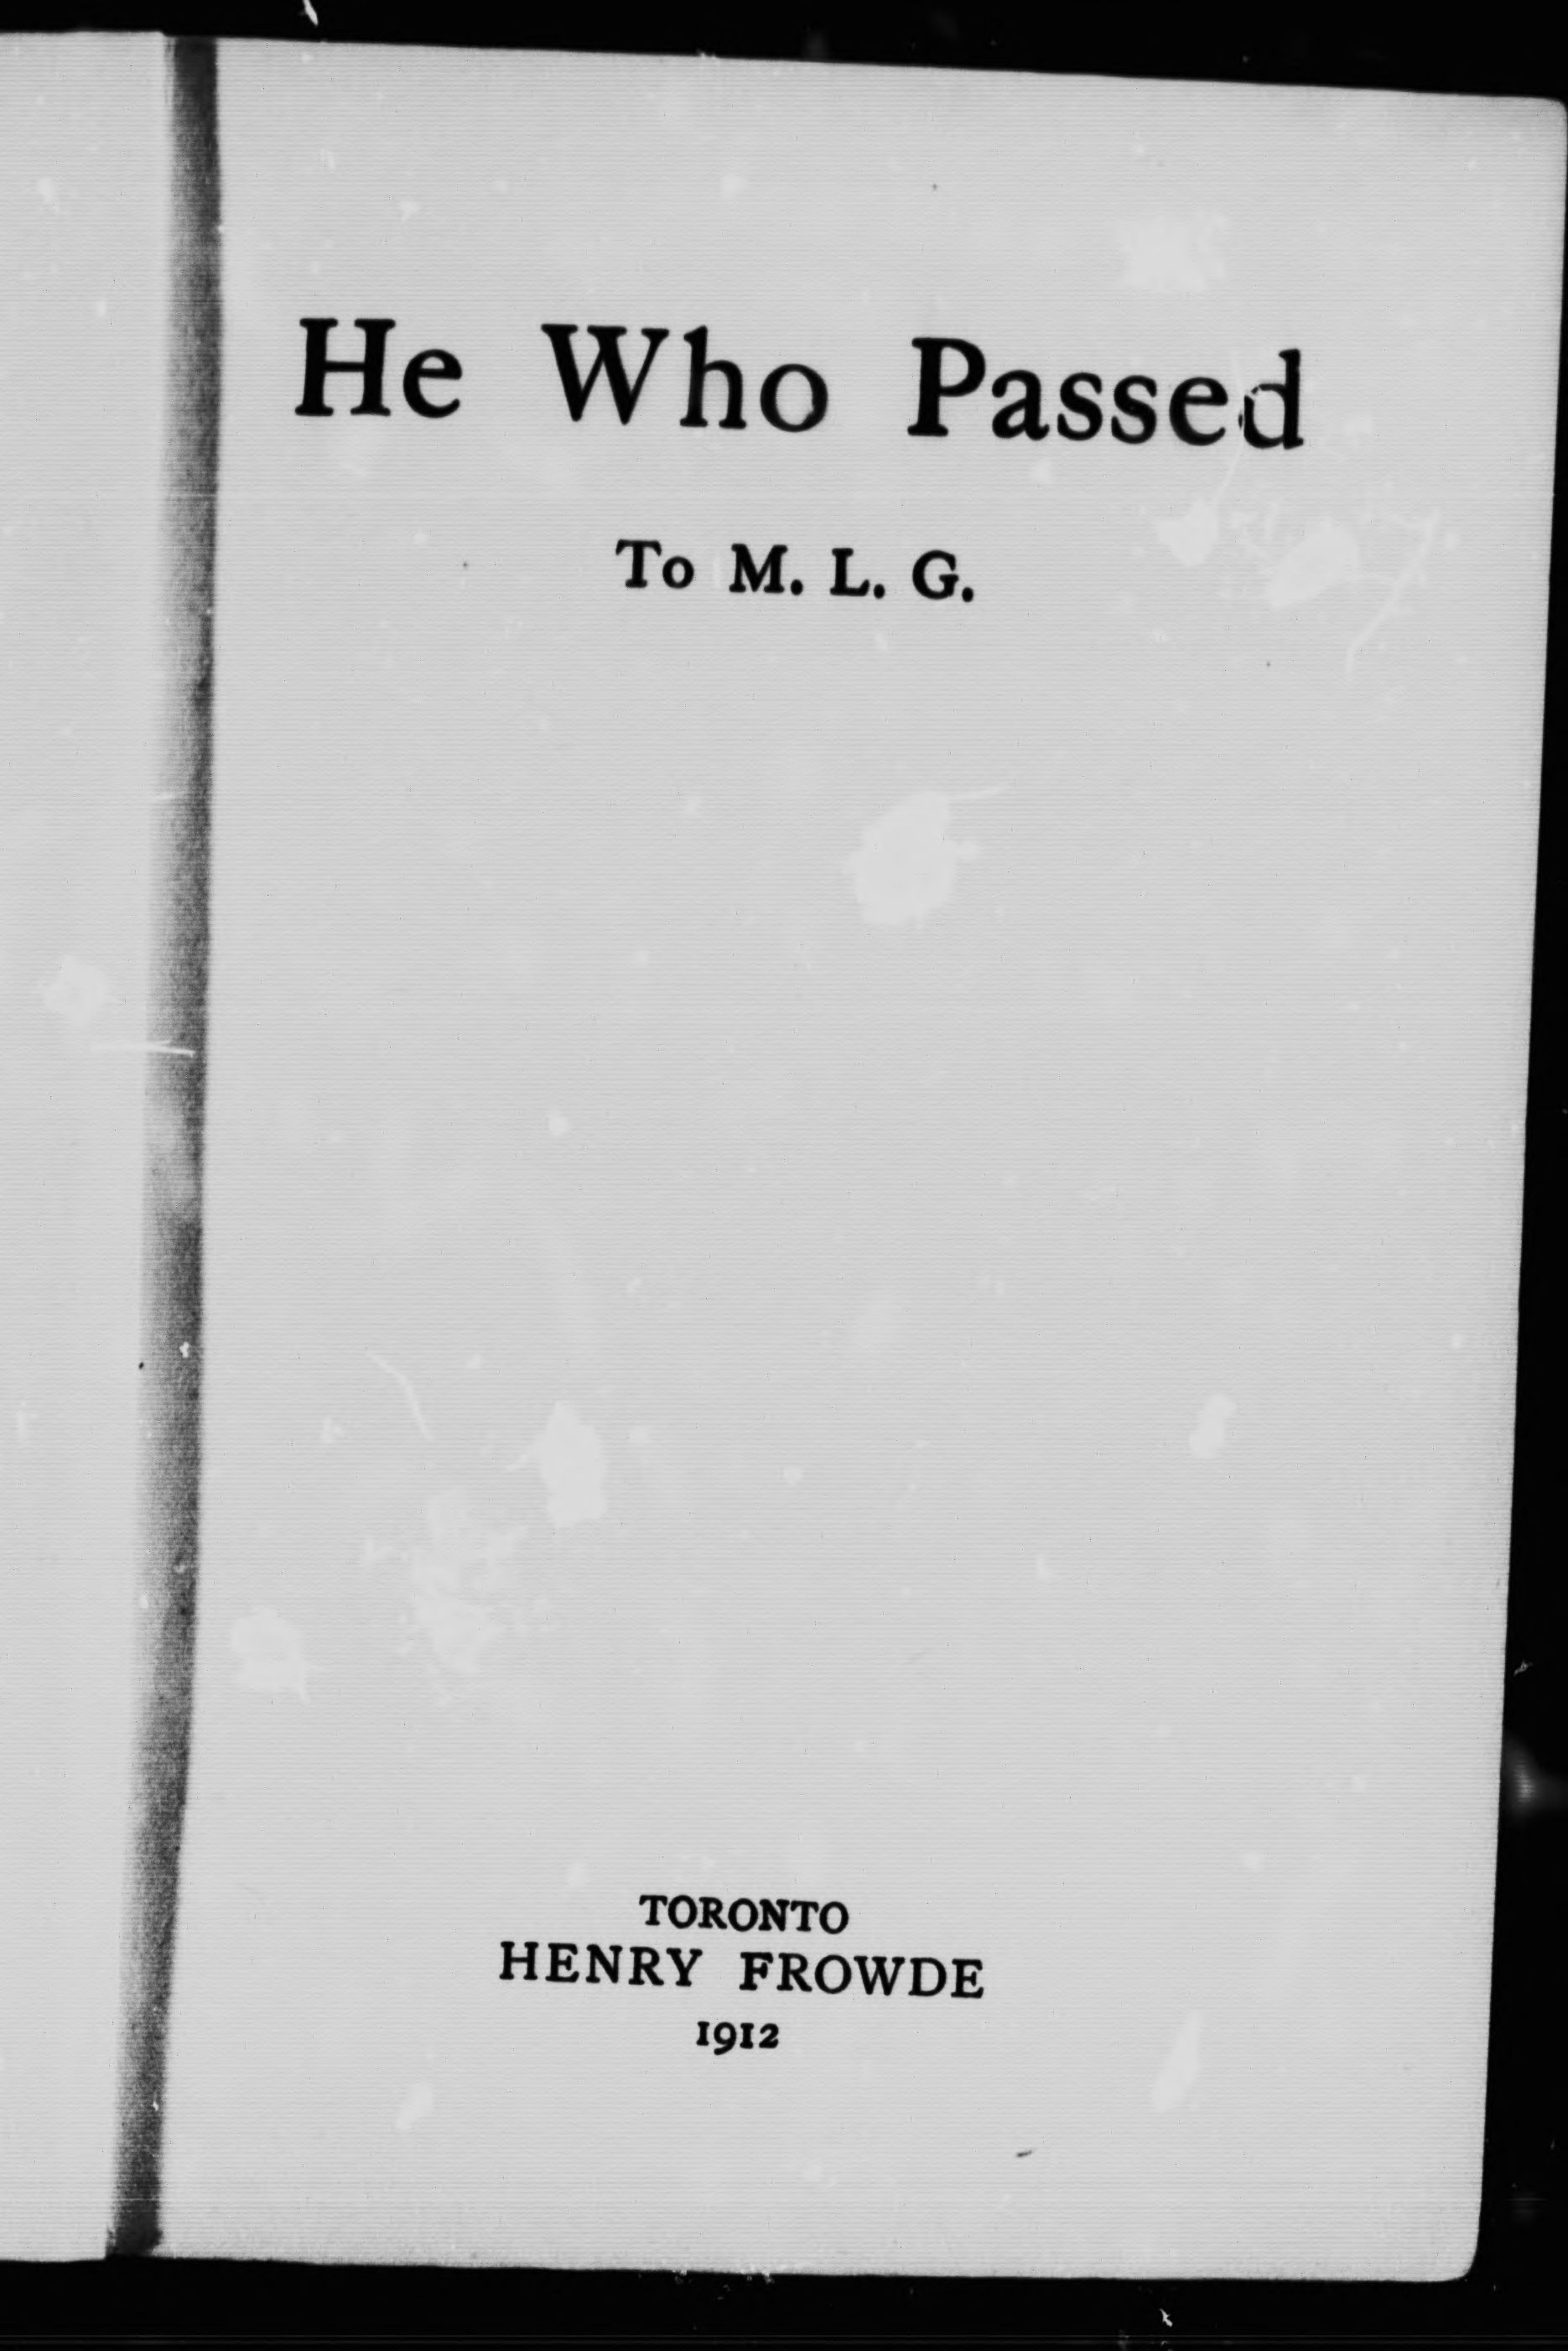 He Who Passed
To M. L. G.
TORONTO
HENRY FROWDE
1912